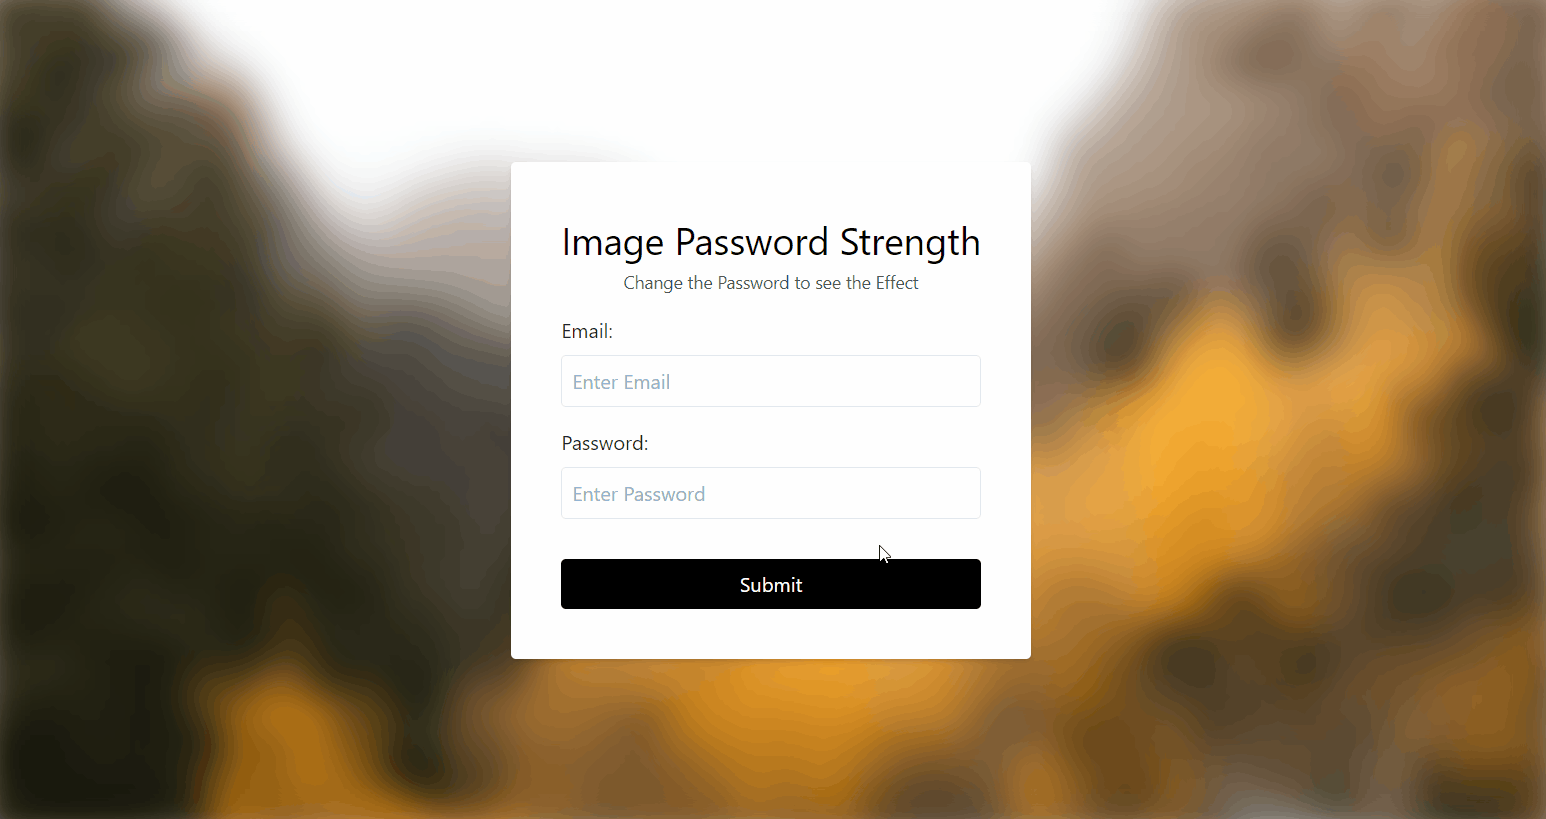 Image Password Strength
Change the Password to see the Effect
Email:
Enter Email
Password:
Enter Password
Submit